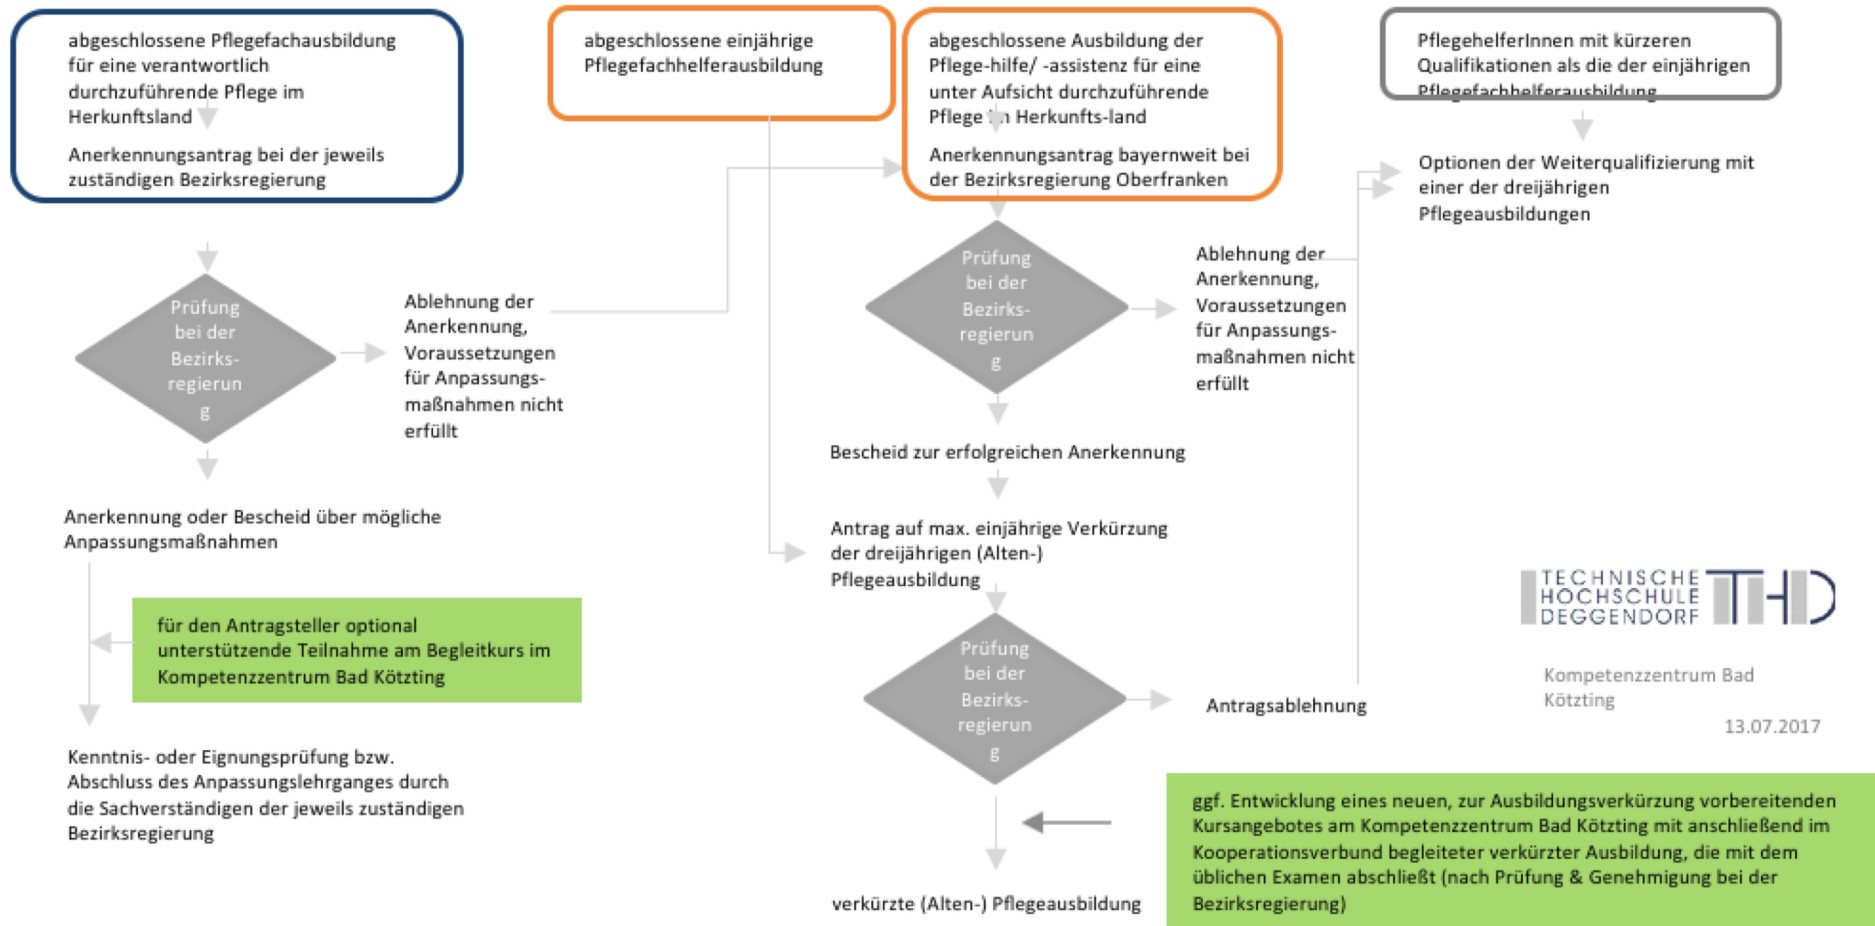 abgeschlossene Pflegefachausbildung
für eine verantwortlich
durchzuführende Pflege im
Herkunftsland
Anerkennungsantrag bei der jeweils
zuständigen Bezirksregierung
abgeschlossene einjährige
Pflegefachhelferausbildung
abgeschlossene Ausbildung der
Pflege-hilfe/ -assistenz für eine
unter Aufsicht durchzuführende
Pflege im Herkunfts-land
Anerkennungsantrag bayernweit bei
der Bezirksregierung Oberfranken
PflegehelferInnen mit kürzeren
Qualifikationen als die der einjährigen
Pflegefachhelferausbildung
Optionen der Weiterqualifizierung mit
einer der dreijährigen
Pflegeausbildungen
Prüfung
bei der
Bezirks-
regierun
g
Ablehnung der
Anerkennung,
Voraussetzungen
für Anpassungs-
maßnahmen nicht
erfüllt
Prüfung
bei der
Bezirks-
regierun
g
Ablehnung der
Anerkennung,
Voraussetzungen
für Anpassungs-
maßnahmen nicht
erfüllt
Bescheid zur erfolgreichen Anerkennung
Anerkennung oder Bescheid über mögliche
Anpassungsmaßnahmen
Antrag auf max. einjährige Verkürzung
der dreijährigen (Alten-)
Pflegeausbildung
für den Antragsteller optional
unterstützende Teilnahme am Begleitkurs im
Kompetenzzentrum Bad Kötzting
Prüfung
bei der
Bezirks-
regierun
g
Antragsablehnung
TECHNISCHE
HOCHSCHULE
DEGGENDORF
THD
Kompetenzzentrum Bad
Kötzting
13.07.2017
Kenntnis- oder Eignungsprüfung bzw.
Abschluss des Anpassungslehrganges durch
die Sachverständigen der jeweils zuständigen
Bezirksregierung
ggf. Entwicklung eines neuen, zur Ausbildungsverkürzung vorbereitenden
Kursangebotes am Kompetenzzentrum Bad Kötzting mit anschließend im
Kooperationsverbund begleiteter verkürzter Ausbildung, die mit dem
üblichen Examen abschließt (nach Prüfung & Genehmigung bei der
Bezirksregierung)
verkürzte (Alten-) Pflegeausbildung